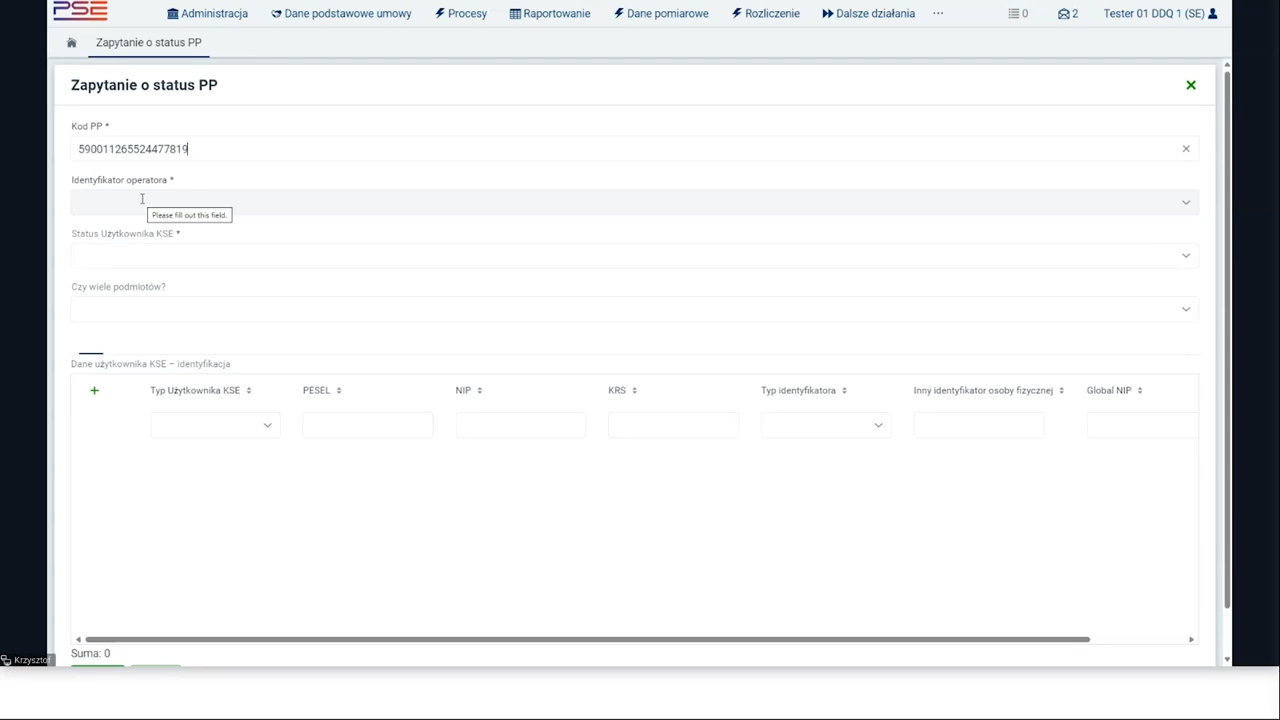 PSE Administracja Dane podstawowe umowy Procesy Raportowanie Dane pomiarowe Rozliczenie Dalsze działania ... 0 2 Tester 01 DDQ 1 (SE)
Zapytanie o status PP
Zapytanie o status PP
Kod PP *
590011265524477819
Identyfikator operatora *
Please fill out this field.
Status Użytkownika KSE *
Czy wiele podmiotów?
Dane użytkownika KSE – identyfikacja
Typ Użytkownika KSE PESEL NIP KRS Typ identyfikatora Inny identyfikator osoby fizycznej Global NIP
Suma: 0
Krzysztof